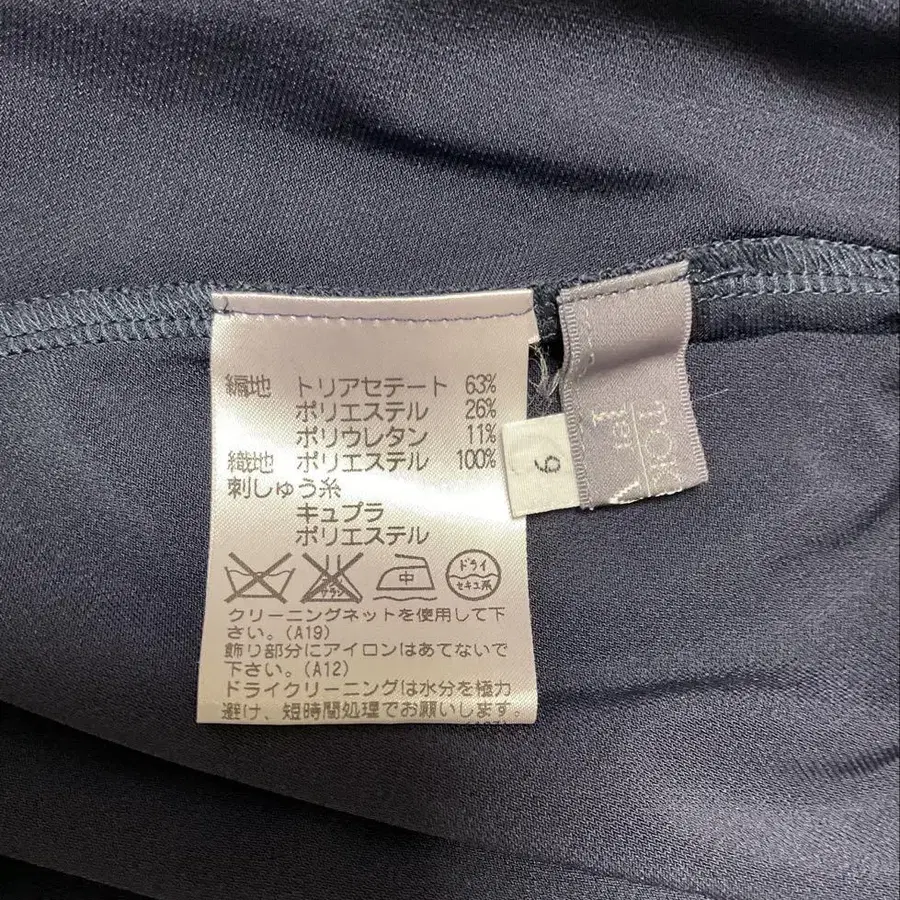 編地 トリアセテート 63%
ポリエステル 26%
ポリウレタン 11%
織地 ポリエステル 100%
刺しゅう糸
キュプラ
ポリエステル
サラシ
中
ドライ
セキユ系
クリーニングネットを使用して下
さい。(A19)
飾り部分にアイロンはあてないで
下さい。(A12)
ドライクリーニングは水分を極力
避け、短時間処理でお願いします。